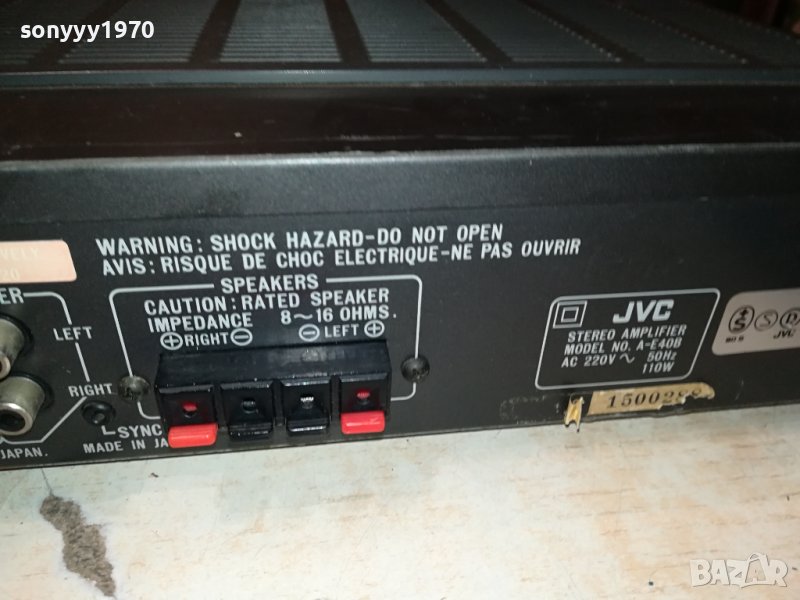 sonyyy1970
WARNING: SHOCK HAZARD-DO NOT OPEN
AVIS: RISQUE DE CHOC ELECTRIQUE-NE PAS OUVRIR
SPEAKERS
CAUTION: RATED SPEAKER
IMPEDANCE 8~16 OHMS.
⊕RIGHT⊖ ⊖LEFT⊕
LEFT
RIGHT
SYNC
MADE IN JA
JAPAN.
JVC
STEREO AMPLIFIER
MODEL NO. A-E40B
AC 220V~ 50Hz
110W
S S D
JVC
BAZAR